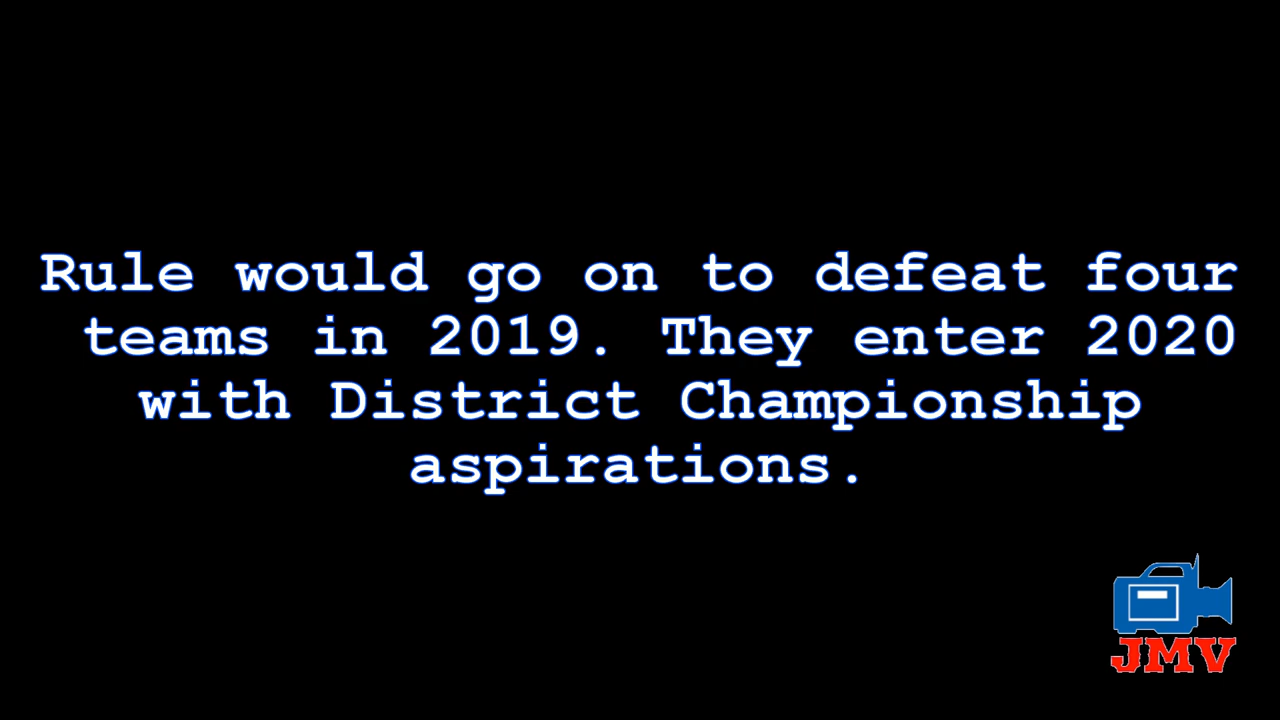 Rule would go on to defeat four
teams in 2019. They enter 2020
with District Championship
aspirations.
JMV